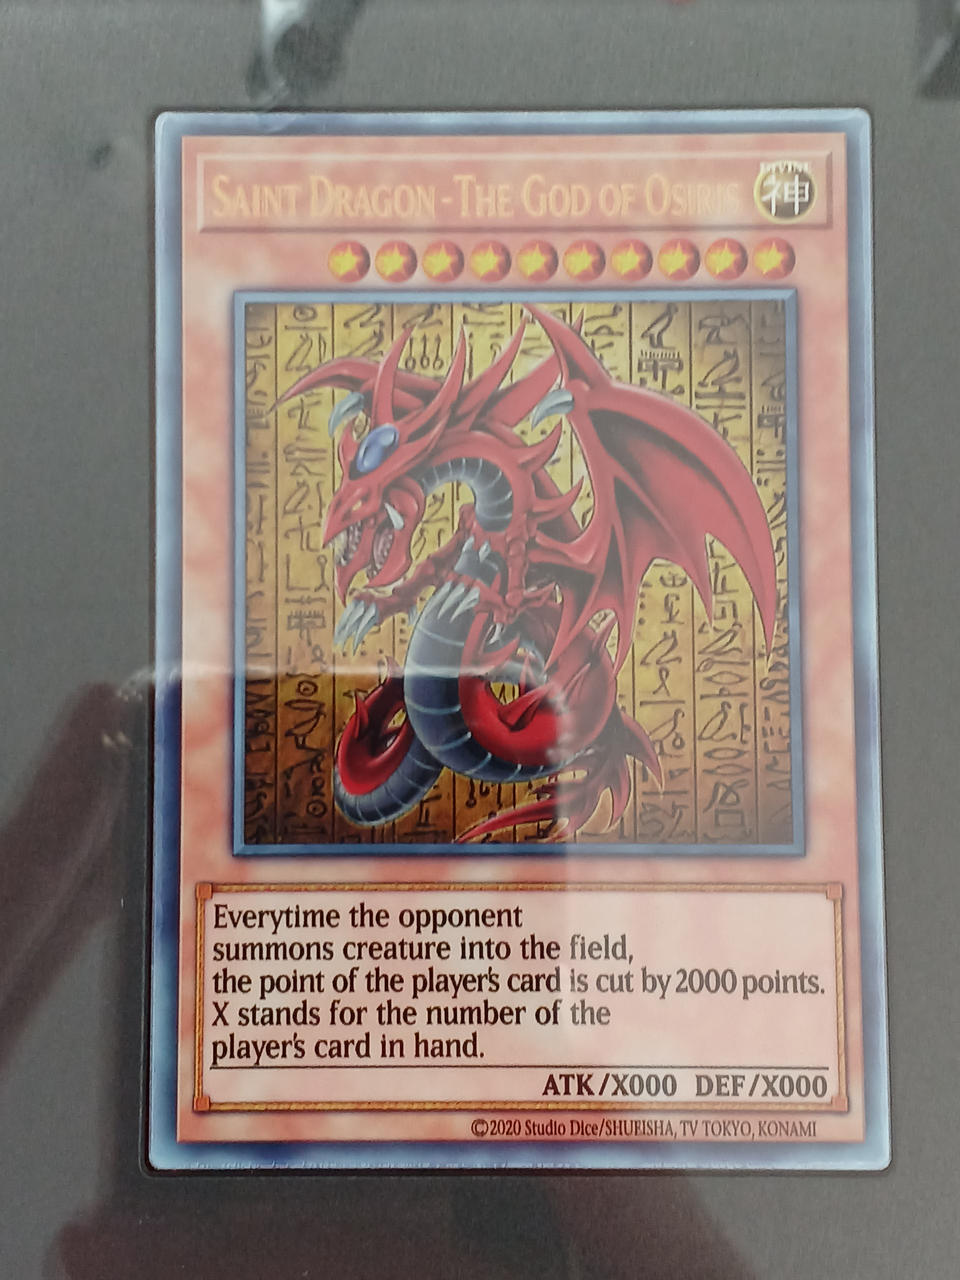 SAINT DRAGON - THE GOD OF OSIRIS
DIVINE
神
Everytime the opponent
summons creature into the field,
the point of the player's card is cut by 2000 points.
X stands for the number of the
player's card in hand.
ATK/X000 DEF/X000
©2020 Studio Dice/SHUEISHA, TV TOKYO, KONAMI